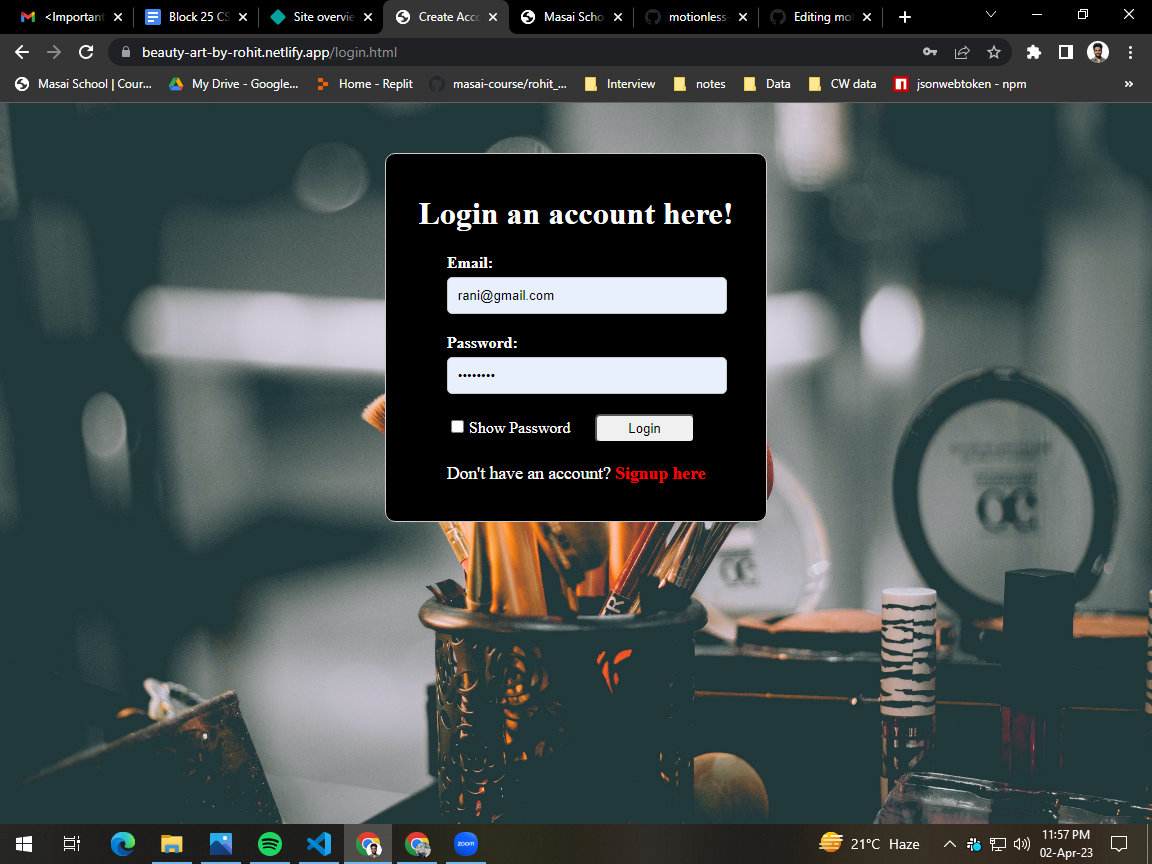 <Important
Block 25 CS
Site overvie
Create Acco
Masai Scho
motionless-
Editing mot
beauty-art-by-rohit.netlify.app/login.html
Masai School | Cour...
My Drive - Google...
Home - Replit
masai-course/rohit_...
Interview
notes
Data
CW data
jsonwebtoken - npm
Login an account here!
Email:
rani@gmail.com
Password:
••••••••
Show Password
Login
Don't have an account? Signup here
zoom
21°C Haze
11:57 PM
02-Apr-23